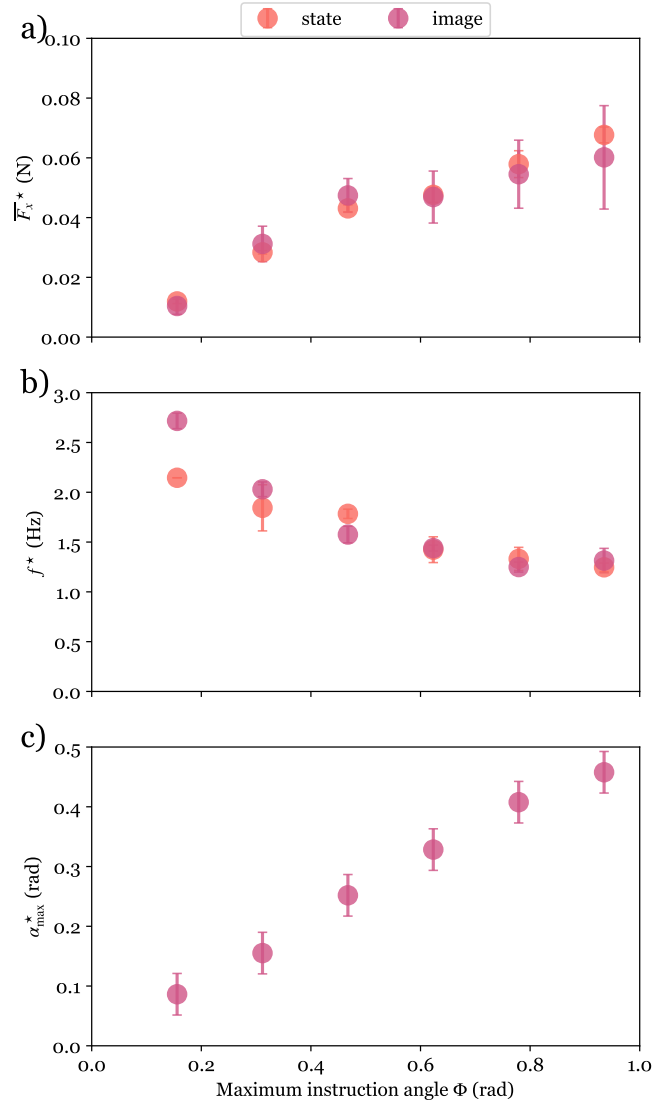 state image
a)
0.10
0.08
0.06
0.04
0.02
0.00
F̅ₓ* (N)
b)
3.0
2.5
2.0
1.5
1.0
0.5
0.0
f* (Hz)
c)
0.5
0.4
0.3
0.2
0.1
0.0
α*max (rad)
0.0 0.2 0.4 0.6 0.8 1.0
Maximum instruction angle Φ (rad)